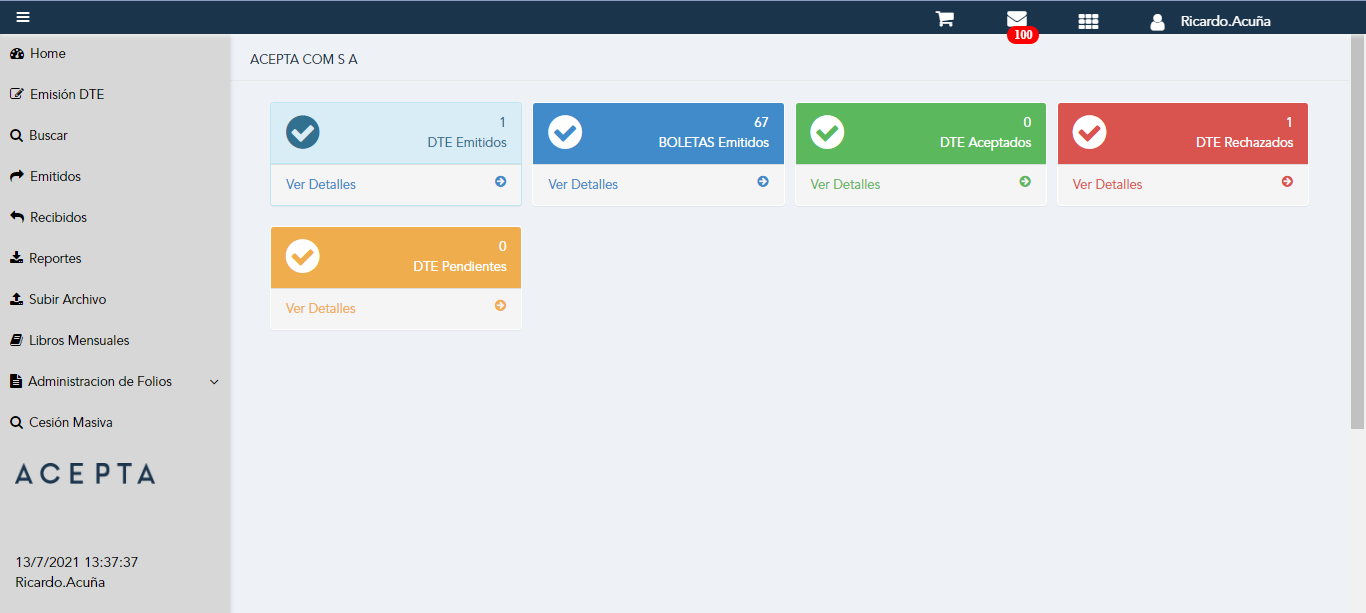 Ricardo.Acuña
100
Home
Emisión DTE
Buscar
Emitidos
Recibidos
Reportes
Subir Archivo
Libros Mensuales
Administracion de Folios
Cesión Masiva
ACEPTA
13/7/2021 13:37:37
Ricardo.Acuña
ACEPTA COM S A
1
DTE Emitidos
Ver Detalles
67
BOLETAS Emitidos
Ver Detalles
0
DTE Aceptados
Ver Detalles
1
DTE Rechazados
Ver Detalles
0
DTE Pendientes
Ver Detalles